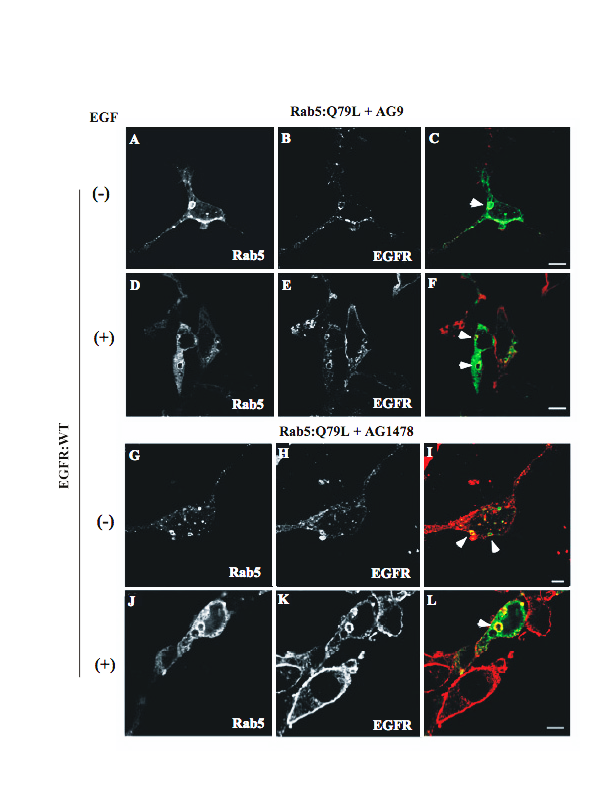 Rab5:Q79L + AG9
EGF
A
B
C
(-)
Rab5
EGFR
D
E
F
(+)
Rab5
EGFR
Rab5:Q79L + AG1478
EGFR:WT
G
H
I
(-)
Rab5
EGFR
J
K
L
(+)
Rab5
EGFR